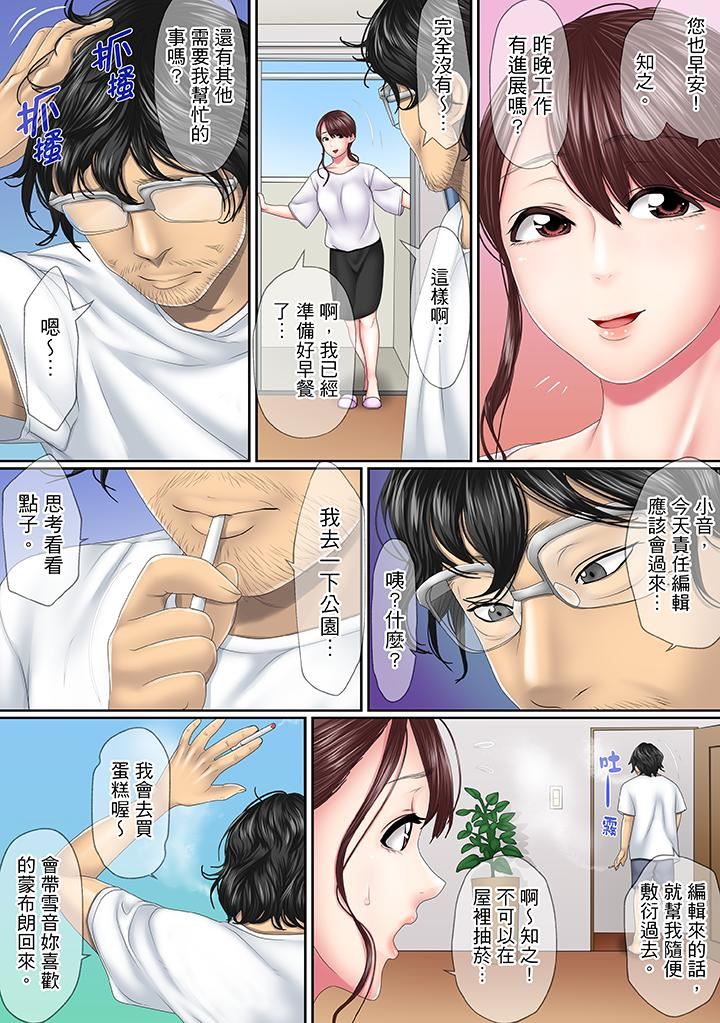 您也早安！
知之。
昨晚工作
有進展嗎？
完全沒有～…
這樣啊…
啊，我已經
準備好早餐
了…
還有其他
需要我幫忙的
事嗎？
抓搔
抓搔
嗯～…
小音，
今天責任編輯
應該會過來…
咦？什麼？
我去一下公園…
思考看看
點子。
吐—霧
編輯來的話，
就幫我隨便
敷衍過去。
啊～知之！
不可以在
屋裡抽菸…
我會去買
蛋糕喔～
會帶雪音妳喜歡
的蒙布朗回來。